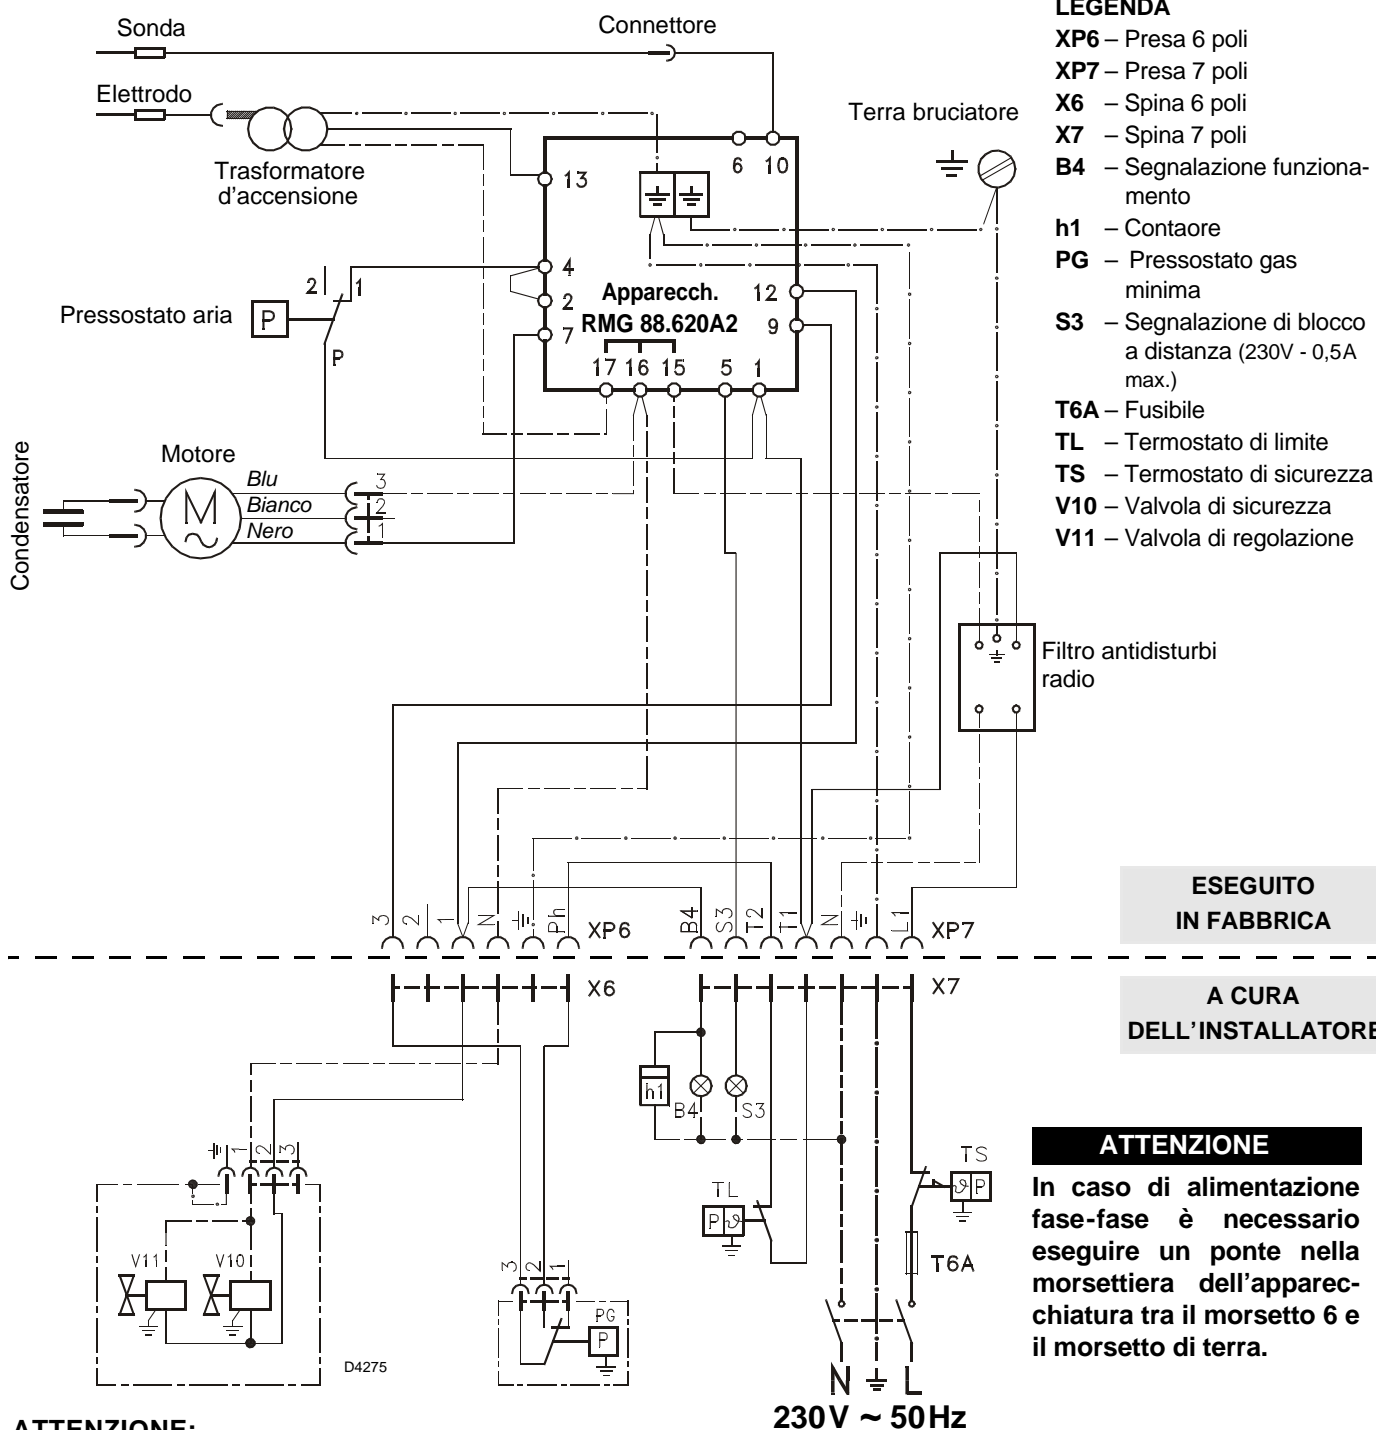 Sonda
Connettore
Elettrodo
Trasformatore
d'accensione
Terra bruciatore
6 10
13
4
2
7
12
9
Apparecch.
RMG 88.620A2
17 16 15 5 1
2 1
Pressostato aria
P
P
Condensatore
Motore
M
Blu
Bianco
Nero
3
2
1
Filtro antidisturbi
radio
LEGENDA
XP6 – Presa 6 poli
XP7 – Presa 7 poli
X6 – Spina 6 poli
X7 – Spina 7 poli
B4 – Segnalazione funziona-
mento
h1 – Contaore
PG – Pressostato gas
minima
S3 – Segnalazione di blocco
a distanza (230V - 0,5A
max.)
T6A – Fusibile
TL – Termostato di limite
TS – Termostato di sicurezza
V10 – Valvola di sicurezza
V11 – Valvola di regolazione
3 2 1 N Ph XP6
B4 S3 T2 T1 N L1 XP7
ESEGUITO
IN FABBRICA
X6
X7
A CURA
DELL'INSTALLATORE
h1
B4 S3
1 2 3
V11 V10
D4275
3 2 1
PG
P
TL
P ϑ
TS
ϑ P
T6A
N L
230V ~ 50Hz
ATTENZIONE
In caso di alimentazione
fase-fase è necessario
eseguire un ponte nella
morsettiera dell'apparec-
chiatura tra il morsetto 6 e
il morsetto di terra.
ATTENZIONE: